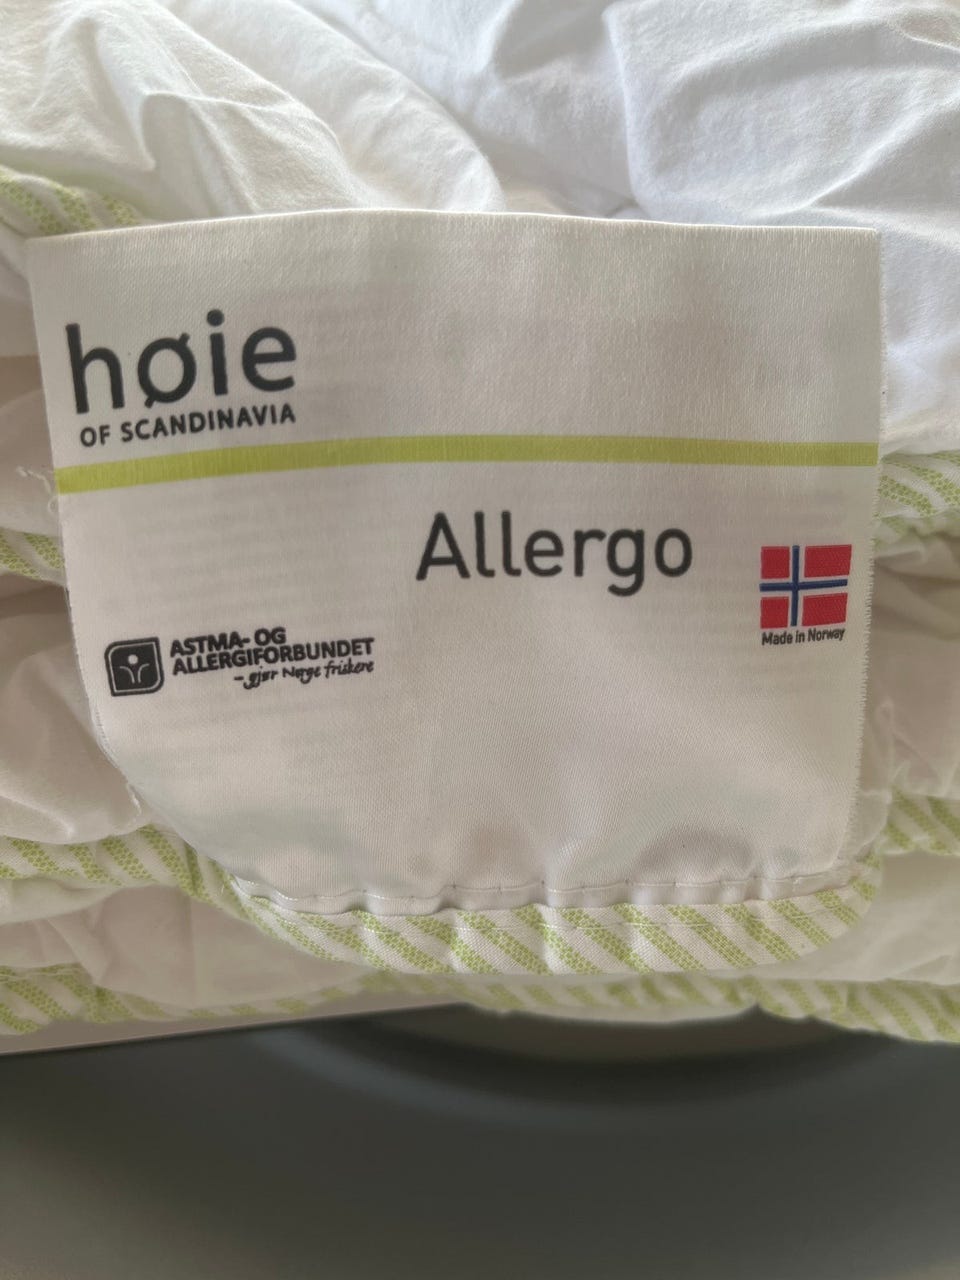 høie
OF SCANDINAVIA
Allergo
Made in Norway
ASTMA- OG
ALLERGIFORBUNDET
- gjør Norge friskere